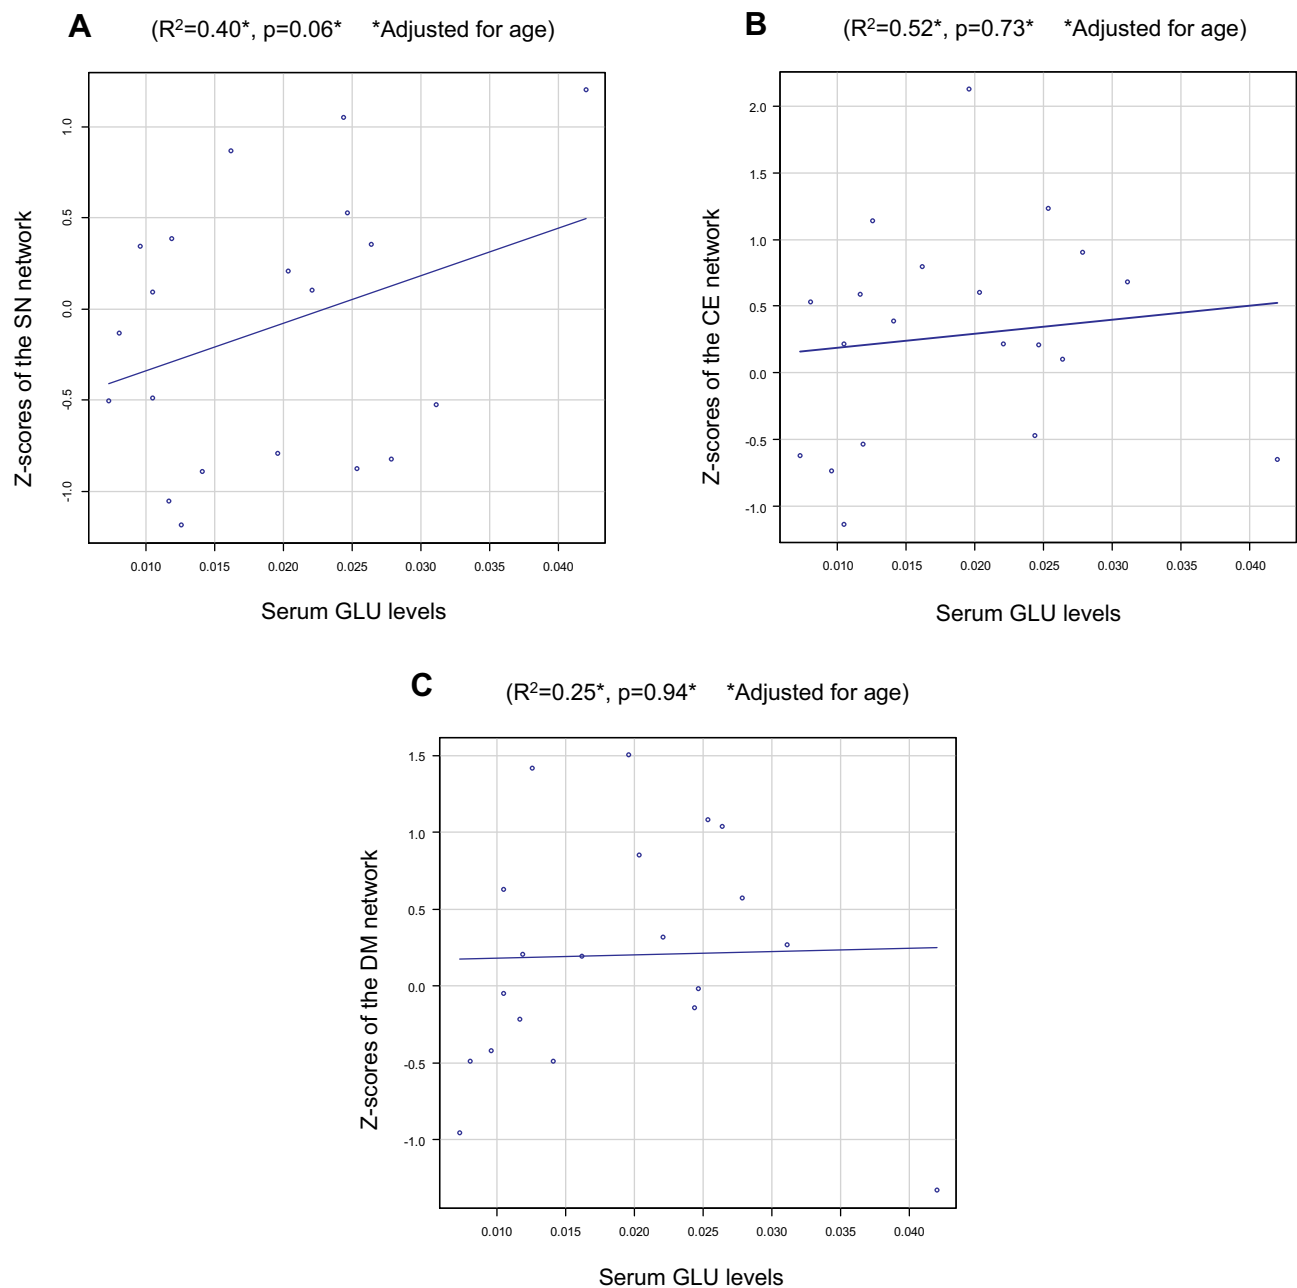 A (R²=0.40*, p=0.06* *Adjusted for age)
1.0
0.5
0.0
-0.5
-1.0
Z-scores of the SN network
0.010 0.015 0.020 0.025 0.030 0.035 0.040
Serum GLU levels
B (R²=0.52*, p=0.73* *Adjusted for age)
2.0
1.5
1.0
0.5
0.0
-0.5
-1.0
Z-scores of the CE network
0.010 0.015 0.020 0.025 0.030 0.035 0.040
Serum GLU levels
C (R²=0.25*, p=0.94* *Adjusted for age)
1.5
1.0
0.5
0.0
-0.5
-1.0
Z-scores of the DM network
0.010 0.015 0.020 0.025 0.030 0.035 0.040
Serum GLU levels